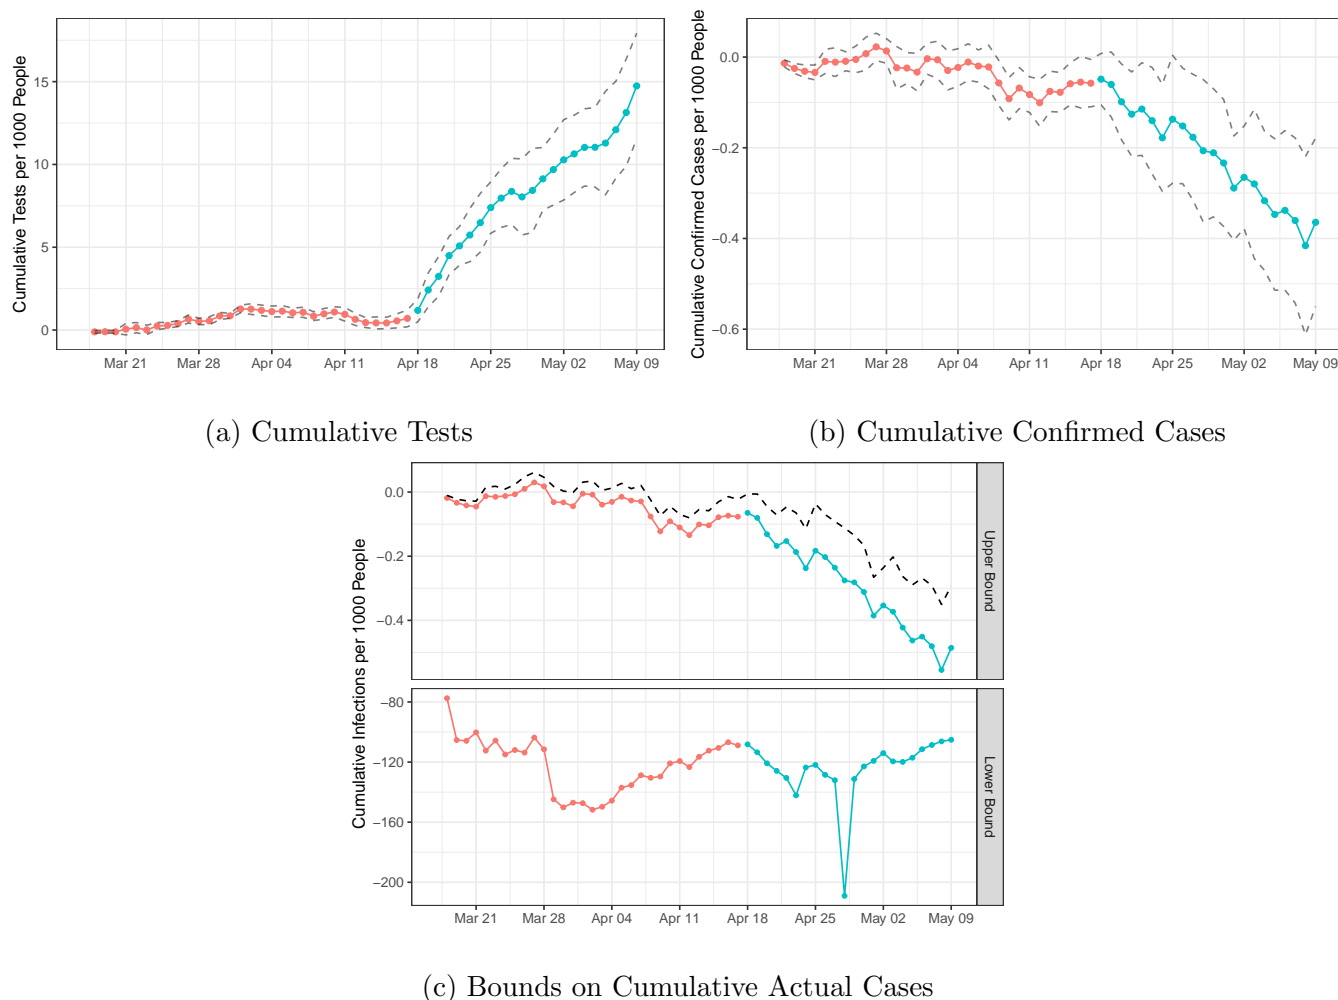 Cumulative Tests per 1000 People
15
10
5
0
Mar 21 Mar 28 Apr 04 Apr 11 Apr 18 Apr 25 May 02 May 09
(a) Cumulative Tests
Cumulative Confirmed Cases per 1000 People
0.0
−0.2
−0.4
−0.6
Mar 21 Mar 28 Apr 04 Apr 11 Apr 18 Apr 25 May 02 May 09
(b) Cumulative Confirmed Cases
Cumulative Infections per 1000 People
0.0
−0.2
−0.4
Upper Bound
−80
−120
−160
−200
Lower Bound
Mar 21 Mar 28 Apr 04 Apr 11 Apr 18 Apr 25 May 02 May 09
(c) Bounds on Cumulative Actual Cases